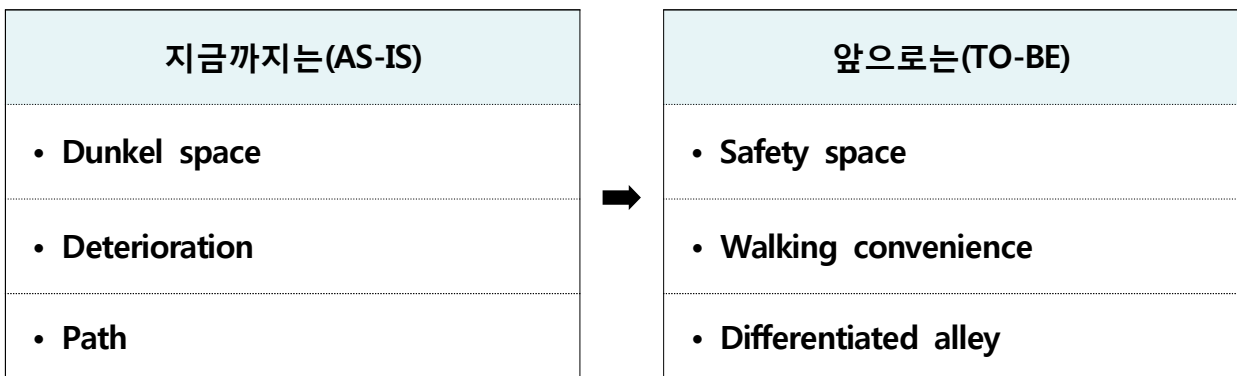 지금까지는(AS-IS)
• Dunkel space
• Deterioration
• Path
앞으로는(TO-BE)
• Safety space
• Walking convenience
• Differentiated alley